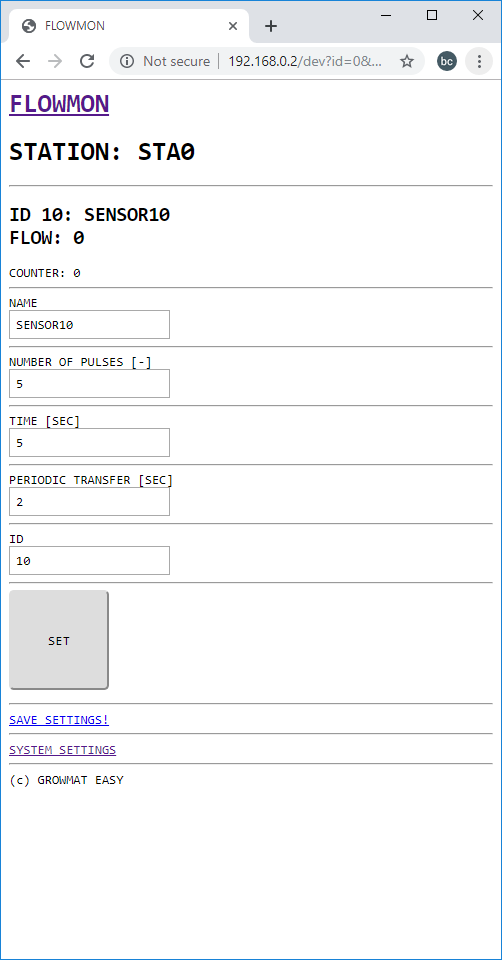 FLOWMON
Not secure | 192.168.0.2/dev?id=0&...
bc
FLOWMON
STATION: STA0
ID 10: SENSOR10
FLOW: 0
COUNTER: 0
NAME
SENSOR10
NUMBER OF PULSES [-]
5
TIME [SEC]
5
PERIODIC TRANSFER [SEC]
2
ID
10
SET
SAVE SETTINGS!
SYSTEM SETTINGS
(c) GROWMAT EASY